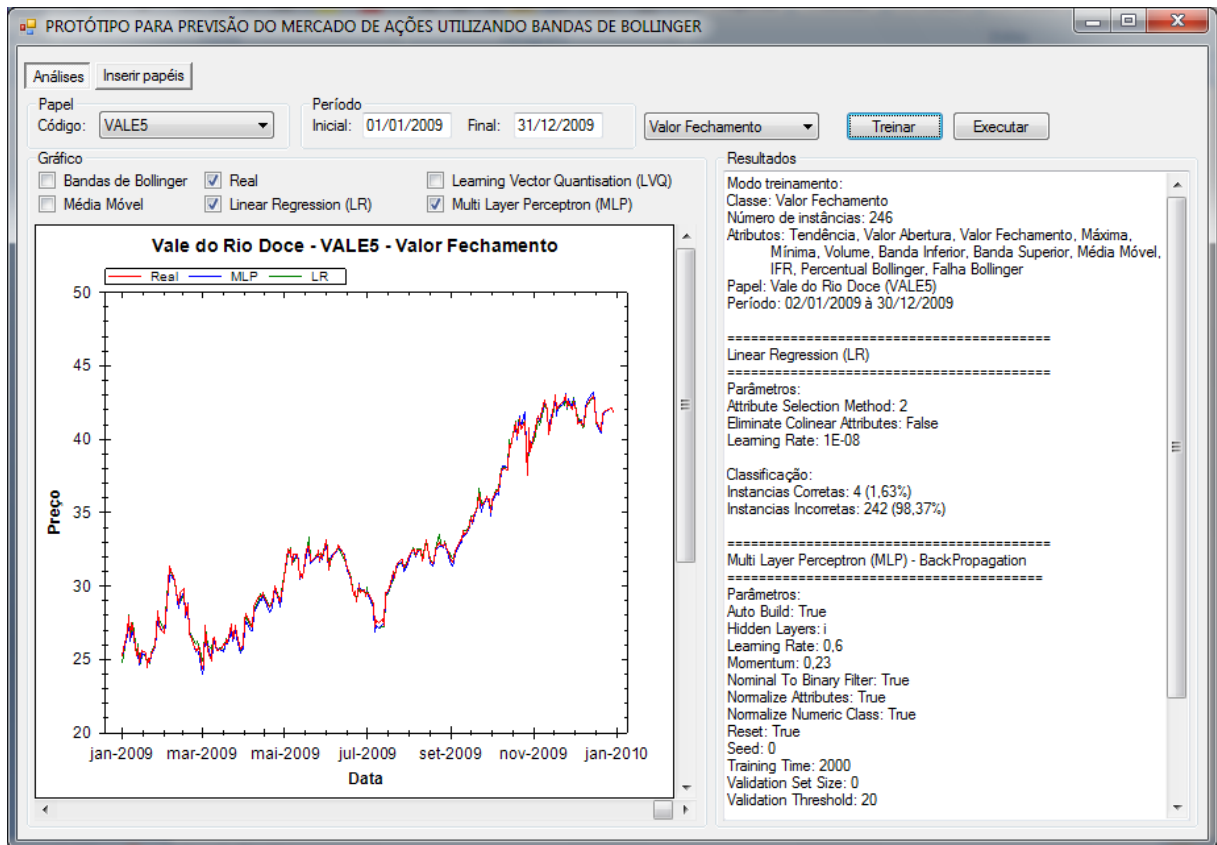 PROTÓTIPO PARA PREVISÃO DO MERCADO DE AÇÕES UTILIZANDO BANDAS DE BOLLINGER
Análises Inserir papéis
Papel
Código: VALE5
Período
Inicial: 01/01/2009 Final: 31/12/2009
Valor Fechamento Treinar Executar
Gráfico
Bandas de Bollinger Real Learning Vector Quantisation (LVQ)
Média Móvel Linear Regression (LR) Multi Layer Perceptron (MLP)
Vale do Rio Doce - VALE5 - Valor Fechamento
Real MLP LR
50
45
40
35
30
25
20
Preço
jan-2009 mar-2009 mai-2009 jul-2009 set-2009 nov-2009 jan-2010
Data
Resultados
Modo treinamento:
Classe: Valor Fechamento
Número de instâncias: 246
Atributos: Tendência, Valor Abertura, Valor Fechamento, Máxima,
Mínima, Volume, Banda Inferior, Banda Superior, Média Móvel,
IFR, Percentual Bollinger, Falha Bollinger
Papel: Vale do Rio Doce (VALE5)
Período: 02/01/2009 à 30/12/2009
=========================================
Linear Regression (LR)
=========================================
Parâmetros:
Attribute Selection Method: 2
Eliminate Colinear Attributes: False
Learning Rate: 1E-08
Classificação:
Instancias Corretas: 4 (1,63%)
Instancias Incorretas: 242 (98,37%)
=========================================
Multi Layer Perceptron (MLP) - BackPropagation
========================================
Parâmetros:
Auto Build: True
Hidden Layers: i
Learning Rate: 0,6
Momentum: 0,23
Nominal To Binary Filter: True
Normalize Attributes: True
Normalize Numeric Class: True
Reset: True
Seed: 0
Training Time: 2000
Validation Set Size: 0
Validation Threshold: 20